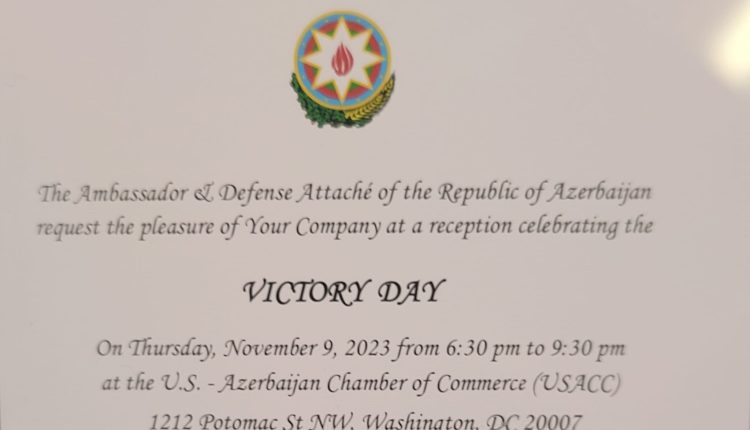 The Ambassador & Defense Attaché of the Republic of Azerbaijan
request the pleasure of Your Company at a reception celebrating the
VICTORY DAY
On Thursday, November 9, 2023 from 6:30 pm to 9:30 pm
at the U.S. - Azerbaijan Chamber of Commerce (USACC)
1212 Potomac St NW, Washington, DC 20007